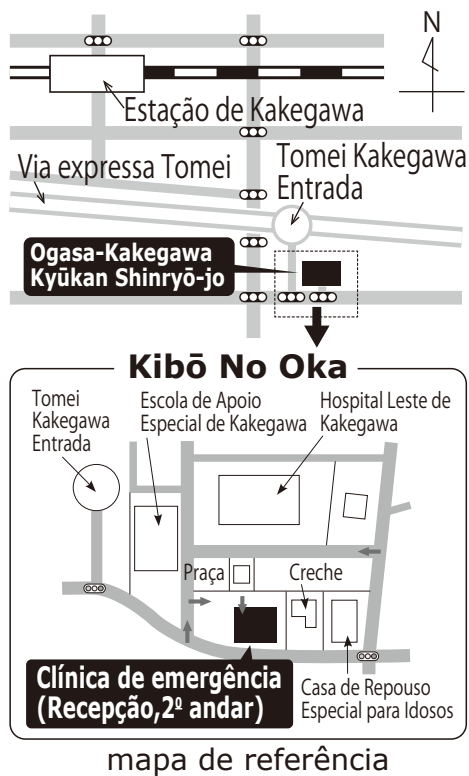 N
Estação de Kakegawa
Via expressa Tomei
Tomei Kakegawa
Entrada
Ogasa-Kakegawa
Kyūkan Shinryō-jo
Kibō No Oka
Tomei
Kakegawa
Entrada
Escola de Apoio
Especial de Kakegawa
Hospital Leste de
Kakegawa
Praça
Creche
Clínica de emergência
(Recepção,2º andar)
Casa de Repouso
Especial para Idosos
mapa de referência